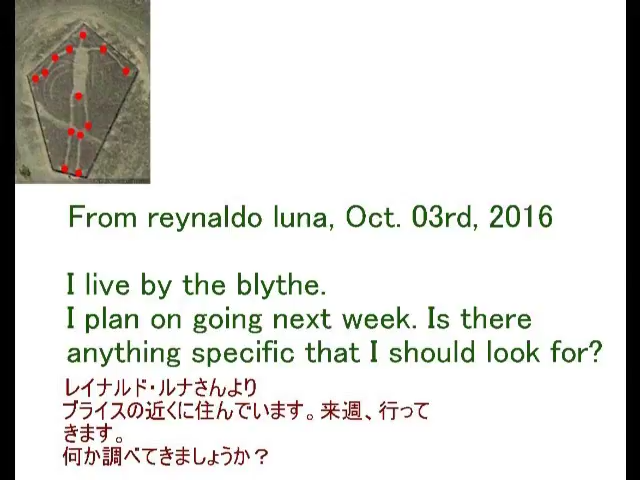 From reynaldo luna, Oct. 03rd, 2016
I live by the blythe.
I plan on going next week. Is there
anything specific that I should look for?
レイナルド・ルナさんより
ブライスの近くに住んでいます。来週、行って
きます。
何か調べてきましょうか？